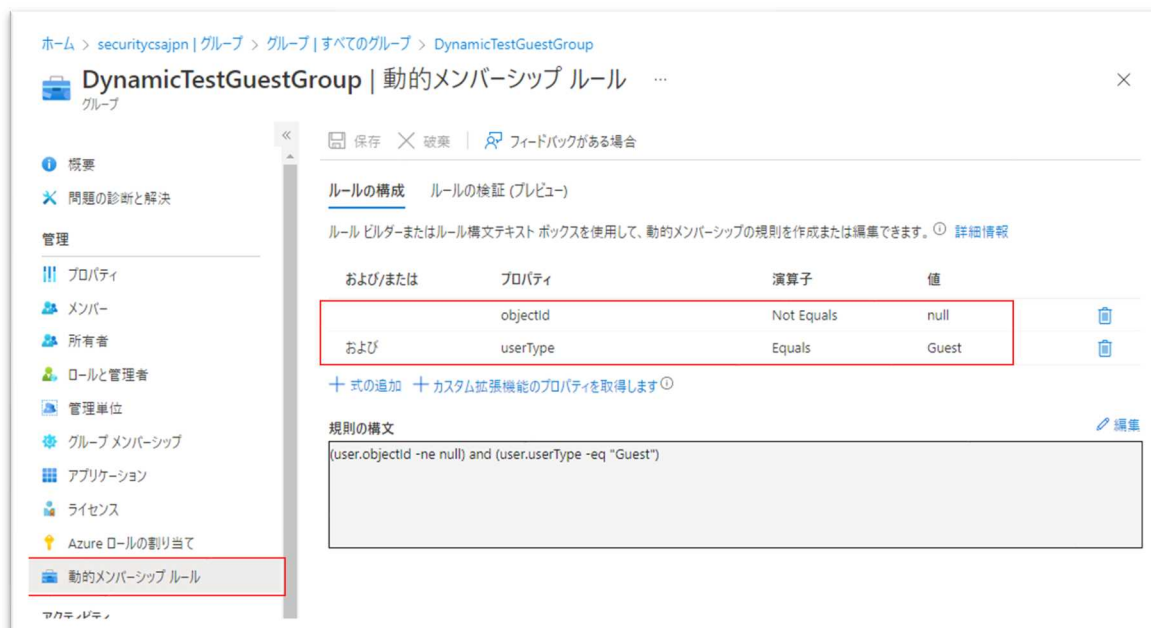 ホーム > securitycsajpn | グループ > グループ | すべてのグループ > DynamicTestGuestGroup
DynamicTestGuestGroup | 動的メンバーシップ ルール ...
グループ
«
概要
問題の診断と解決
管理
プロパティ
メンバー
所有者
ロールと管理者
管理単位
グループ メンバーシップ
アプリケーション
ライセンス
Azure ロールの割り当て
動的メンバーシップ ルール
アクティビティ
保存 破棄 フィードバックがある場合
ルールの構成 ルールの検証 (プレビュー)
ルール ビルダーまたはルール構文テキスト ボックスを使用して、動的メンバーシップの規則を作成または編集できます。 詳細情報
および/または プロパティ 演算子 値
objectId Not Equals null
および userType Equals Guest
+ 式の追加 + カスタム拡張機能のプロパティを取得します
規則の構文 編集
(user.objectId -ne null) and (user.userType -eq "Guest")